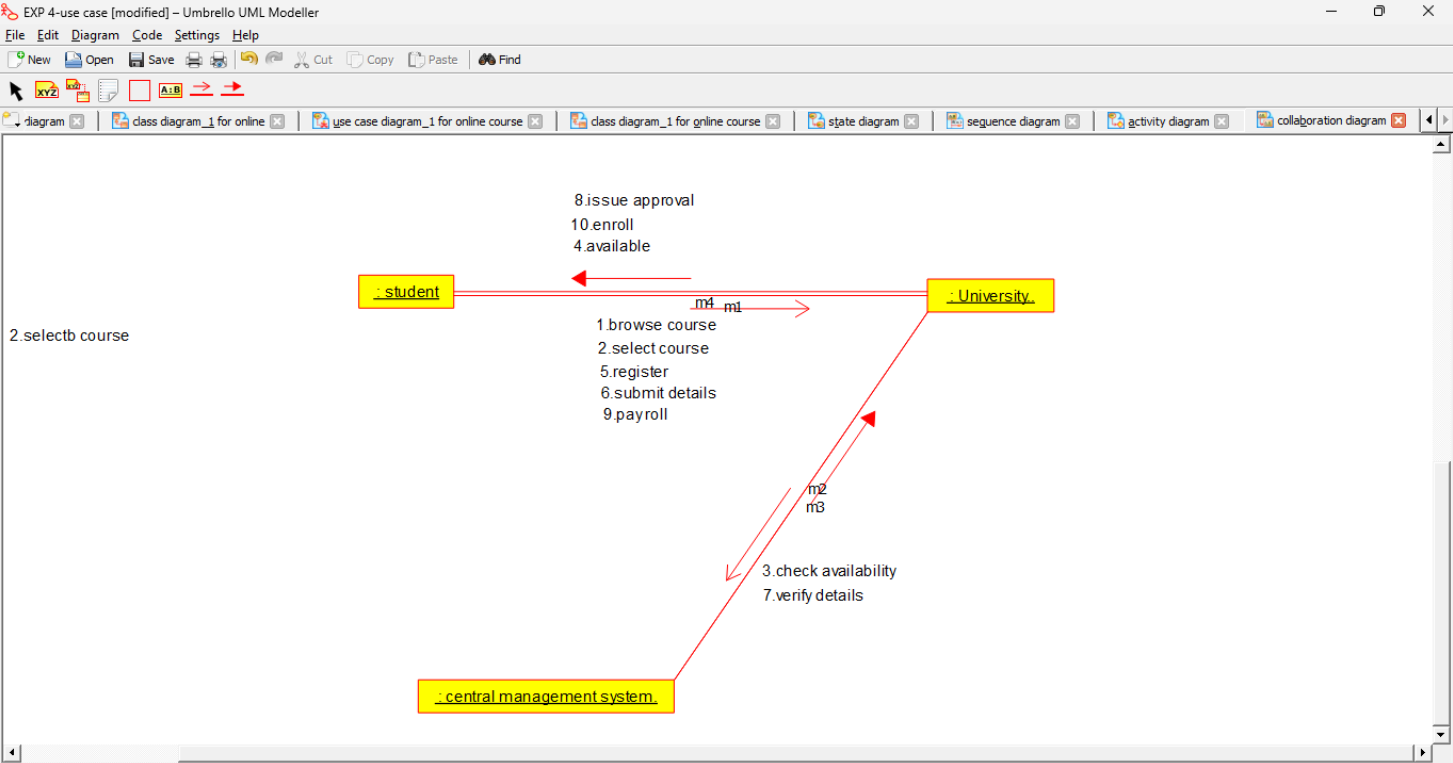 EXP 4-use case [modified] – Umbrello UML Modeller
File Edit Diagram Code Settings Help
New Open Save Cut Copy Paste Find
XYZ A:B
diagram class diagram_1 for online use case diagram_1 for online course class diagram_1 for online course state diagram sequence diagram activity diagram collaboration diagram
8.issue approval
10.enroll
4.available
: student
: University..
m4 m1
1.browse course
2.selectb course
2.select course
5.register
6.submit details
9.payroll
m2
m3
3.check availability
7.verify details
: central management system.